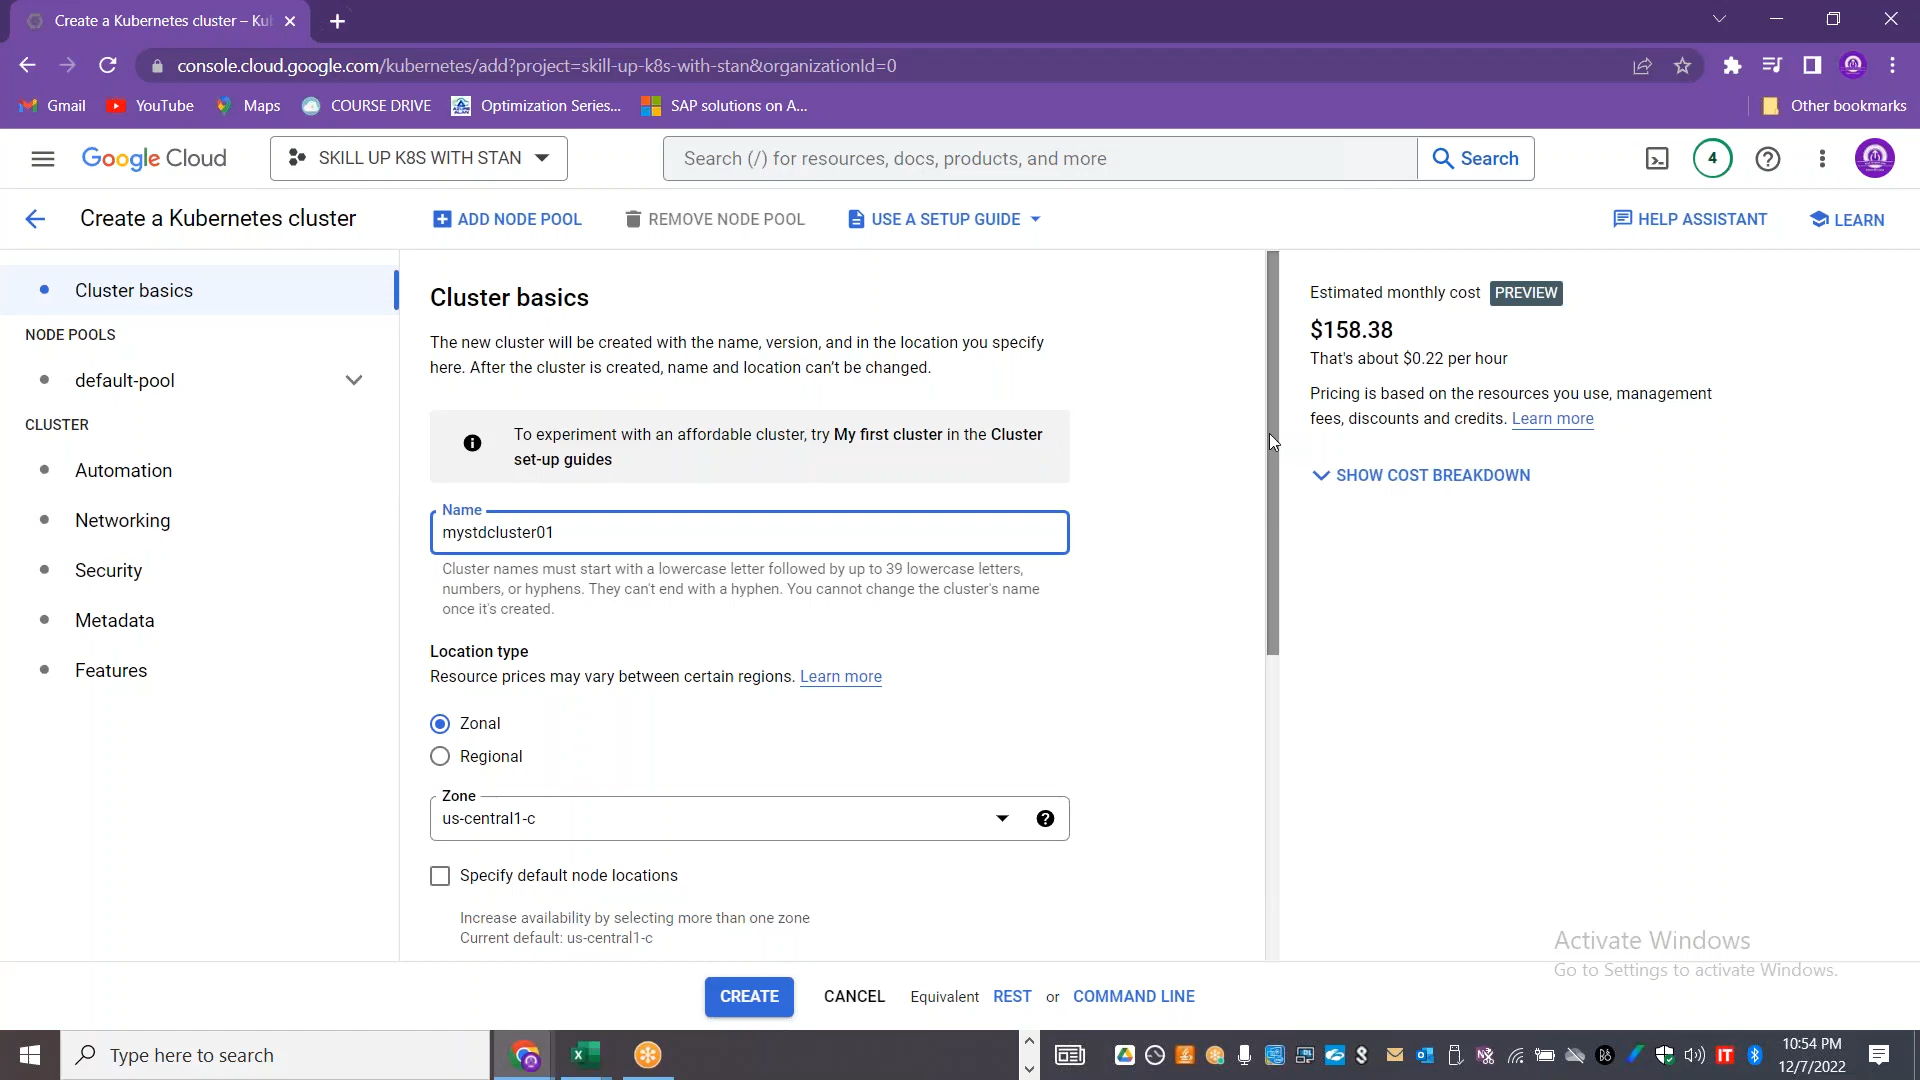 Create a Kubernetes cluster – Kub
console.cloud.google.com/kubernetes/add?project=skill-up-k8s-with-stan&organizationId=0
Gmail YouTube Maps COURSE DRIVE Optimization Series... SAP solutions on A... Other bookmarks
Google Cloud SKILL UP K8S WITH STAN Search (/) for resources, docs, products, and more Search 4
Create a Kubernetes cluster ADD NODE POOL REMOVE NODE POOL USE A SETUP GUIDE HELP ASSISTANT LEARN
Cluster basics
NODE POOLS
default-pool
CLUSTER
Automation
Networking
Security
Metadata
Features
Cluster basics
The new cluster will be created with the name, version, and in the location you specify
here. After the cluster is created, name and location can't be changed.
To experiment with an affordable cluster, try My first cluster in the Cluster
set-up guides
Name
mystdcluster01
Cluster names must start with a lowercase letter followed by up to 39 lowercase letters,
numbers, or hyphens. They can't end with a hyphen. You cannot change the cluster's name
once it's created.
Location type
Resource prices may vary between certain regions. Learn more
Zonal
Regional
Zone
us-central1-c
Specify default node locations
Increase availability by selecting more than one zone
Current default: us-central1-c
Estimated monthly cost PREVIEW
$158.38
That's about $0.22 per hour
Pricing is based on the resources you use, management
fees, discounts and credits. Learn more
SHOW COST BREAKDOWN
Activate Windows
Go to Settings to activate Windows.
CREATE CANCEL Equivalent REST or COMMAND LINE
Type here to search
10:54 PM
12/7/2022